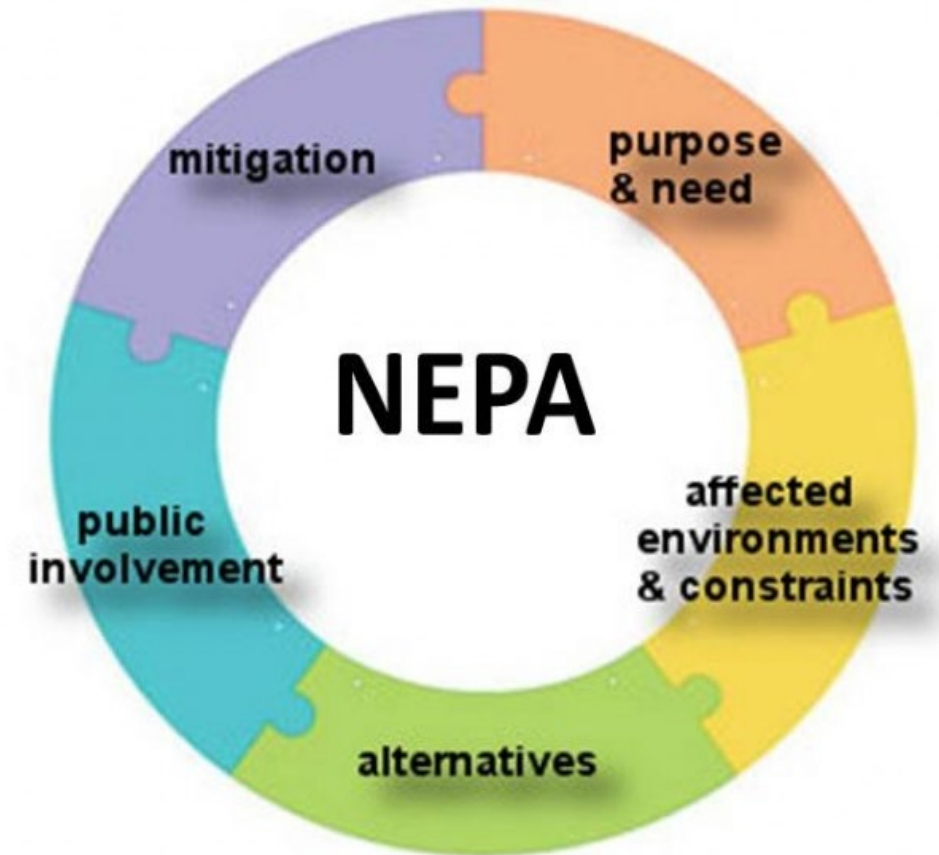 mitigation
purpose
& need
NEPA
affected
environments
& constraints
public
involvement
alternatives